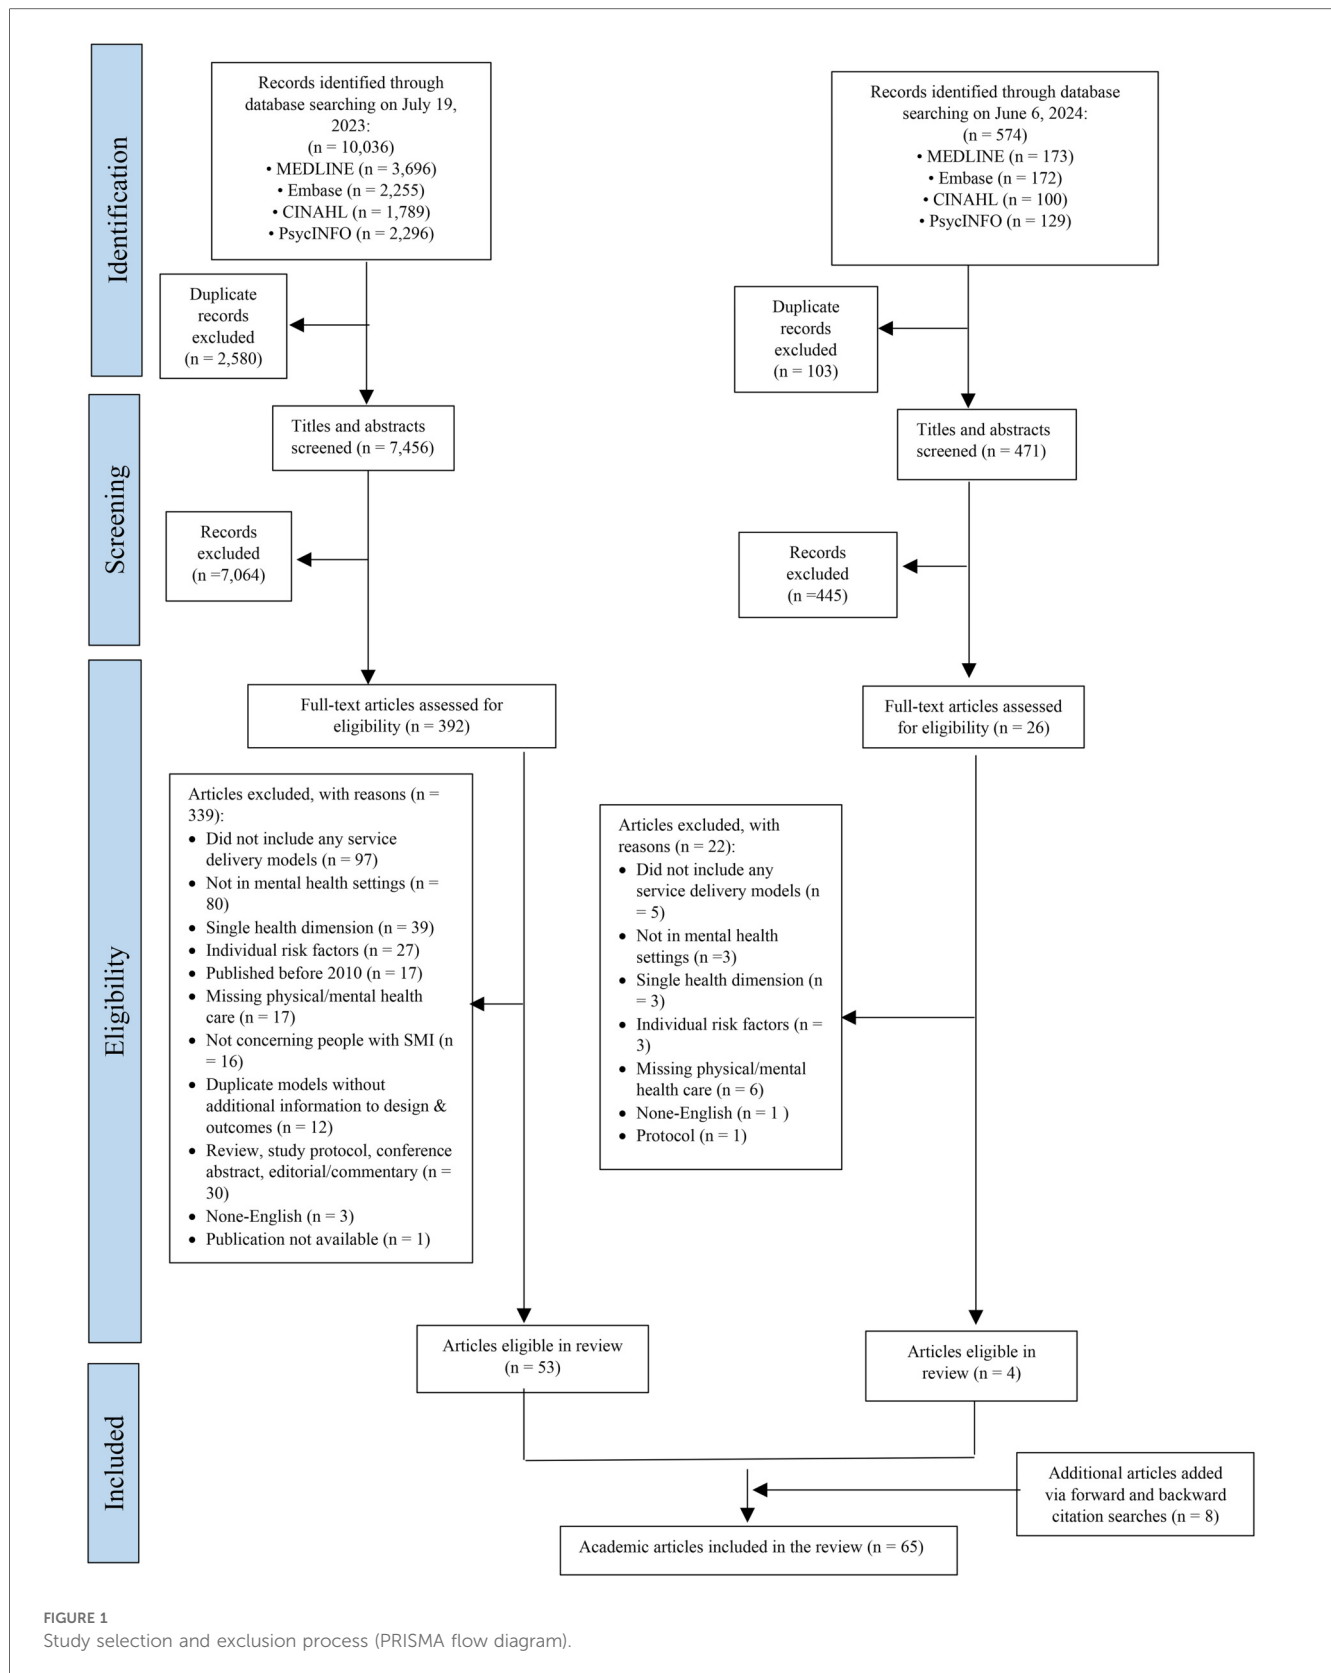 Identification
Records identified through
database searching on July 19,
2023:
(n = 10,036)
• MEDLINE (n = 3,696)
• Embase (n = 2,255)
• CINAHL (n = 1,789)
• PsycINFO (n = 2,296)
Records identified through database
searching on June 6, 2024:
(n = 574)
• MEDLINE (n = 173)
• Embase (n = 172)
• CINAHL (n = 100)
• PsycINFO (n = 129)
Duplicate
records
excluded
(n = 2,580)
Duplicate
records
excluded
(n = 103)
Screening
Titles and abstracts
screened (n = 7,456)
Titles and abstracts
screened (n = 471)
Records
excluded
(n =7,064)
Records
excluded
(n =445)
Eligibility
Full-text articles assessed for
eligibility (n = 392)
Full-text articles assessed
for eligibility (n = 26)
Articles excluded, with reasons (n =
339):
• Did not include any service
delivery models (n = 97)
• Not in mental health settings (n =
80)
• Single health dimension (n = 39)
• Individual risk factors (n = 27)
• Published before 2010 (n = 17)
• Missing physical/mental health
care (n = 17)
• Not concerning people with SMI (n
= 16)
• Duplicate models without
additional information to design &
outcomes (n = 12)
• Review, study protocol, conference
abstract, editorial/commentary (n =
30)
• None-English (n = 3)
• Publication not available (n = 1)
Articles excluded, with
reasons (n = 22):
• Did not include any
service delivery models (n
= 5)
• Not in mental health
settings (n =3)
• Single health dimension (n
= 3)
• Individual risk factors (n =
3)
• Missing physical/mental
health care (n = 6)
• None-English (n = 1 )
• Protocol (n = 1)
Articles eligible in review
(n = 53)
Articles eligible in
review (n = 4)
Included
Additional articles added
via forward and backward
citation searches (n = 8)
Academic articles included in the review (n = 65)
FIGURE 1
Study selection and exclusion process (PRISMA flow diagram).